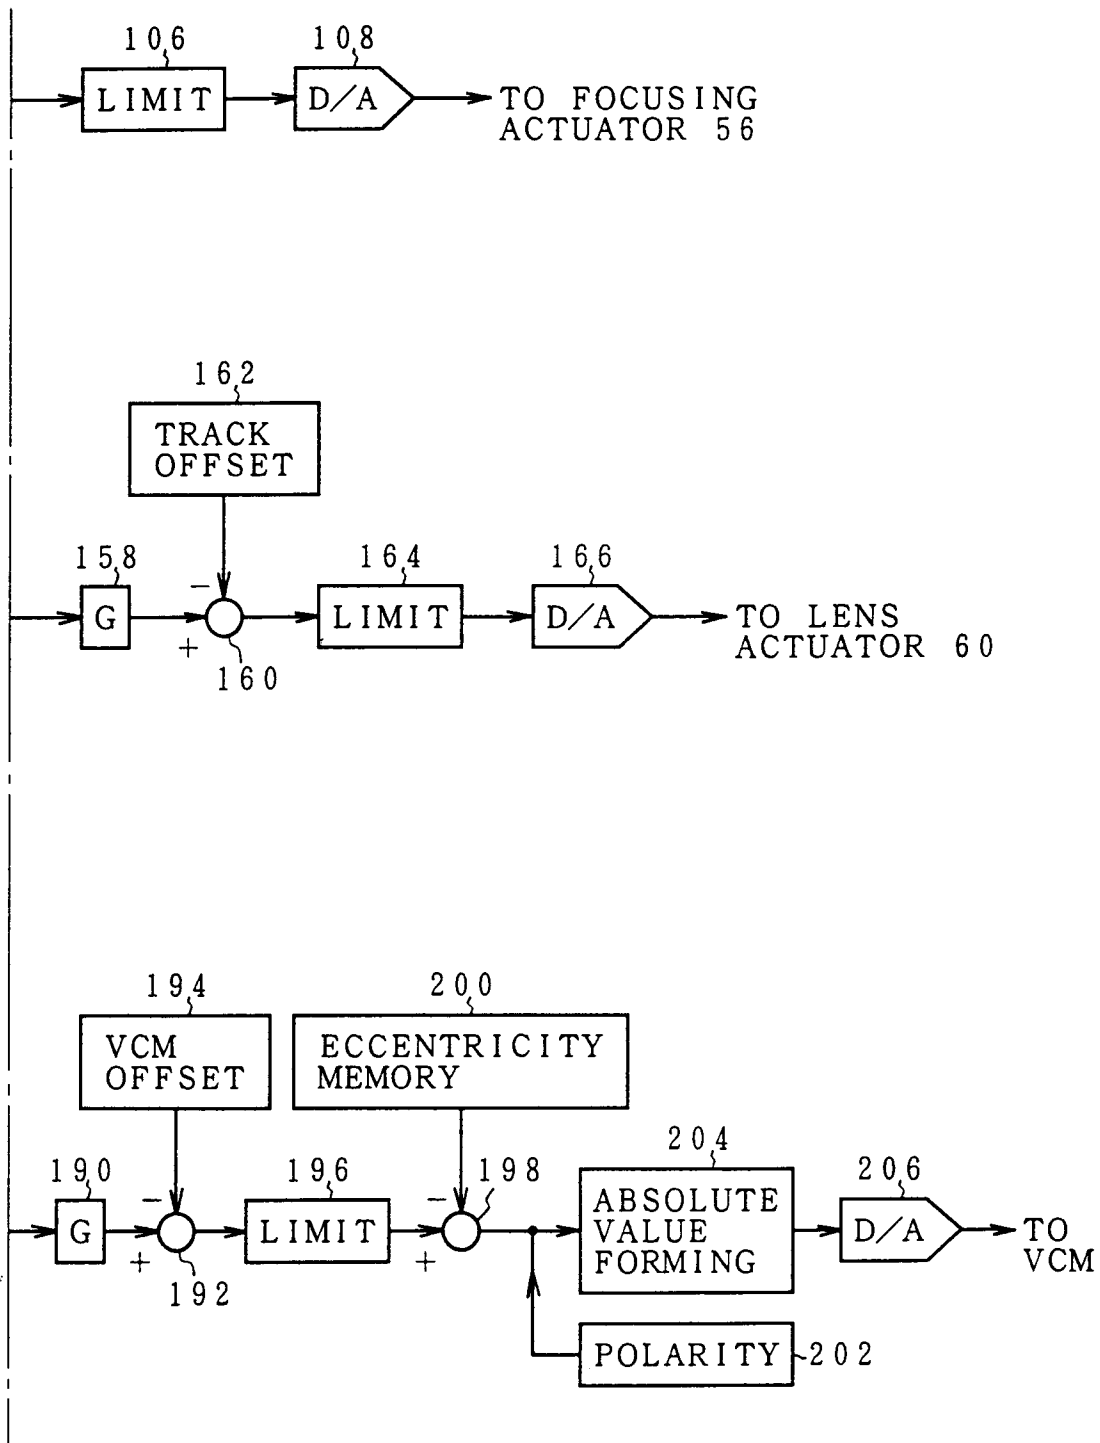 106
108
LIMIT
D/A
TO FOCUSING
ACTUATOR 56
162
TRACK
OFFSET
158
164
166
G
−
+
LIMIT
D/A
TO LENS
ACTUATOR 60
160
194
200
VCM
OFFSET
ECCENTRICITY
MEMORY
190
196
198
204
206
G
−
+
LIMIT
−
+
ABSOLUTE
VALUE
FORMING
D/A
TO
VCM
192
POLARITY
202